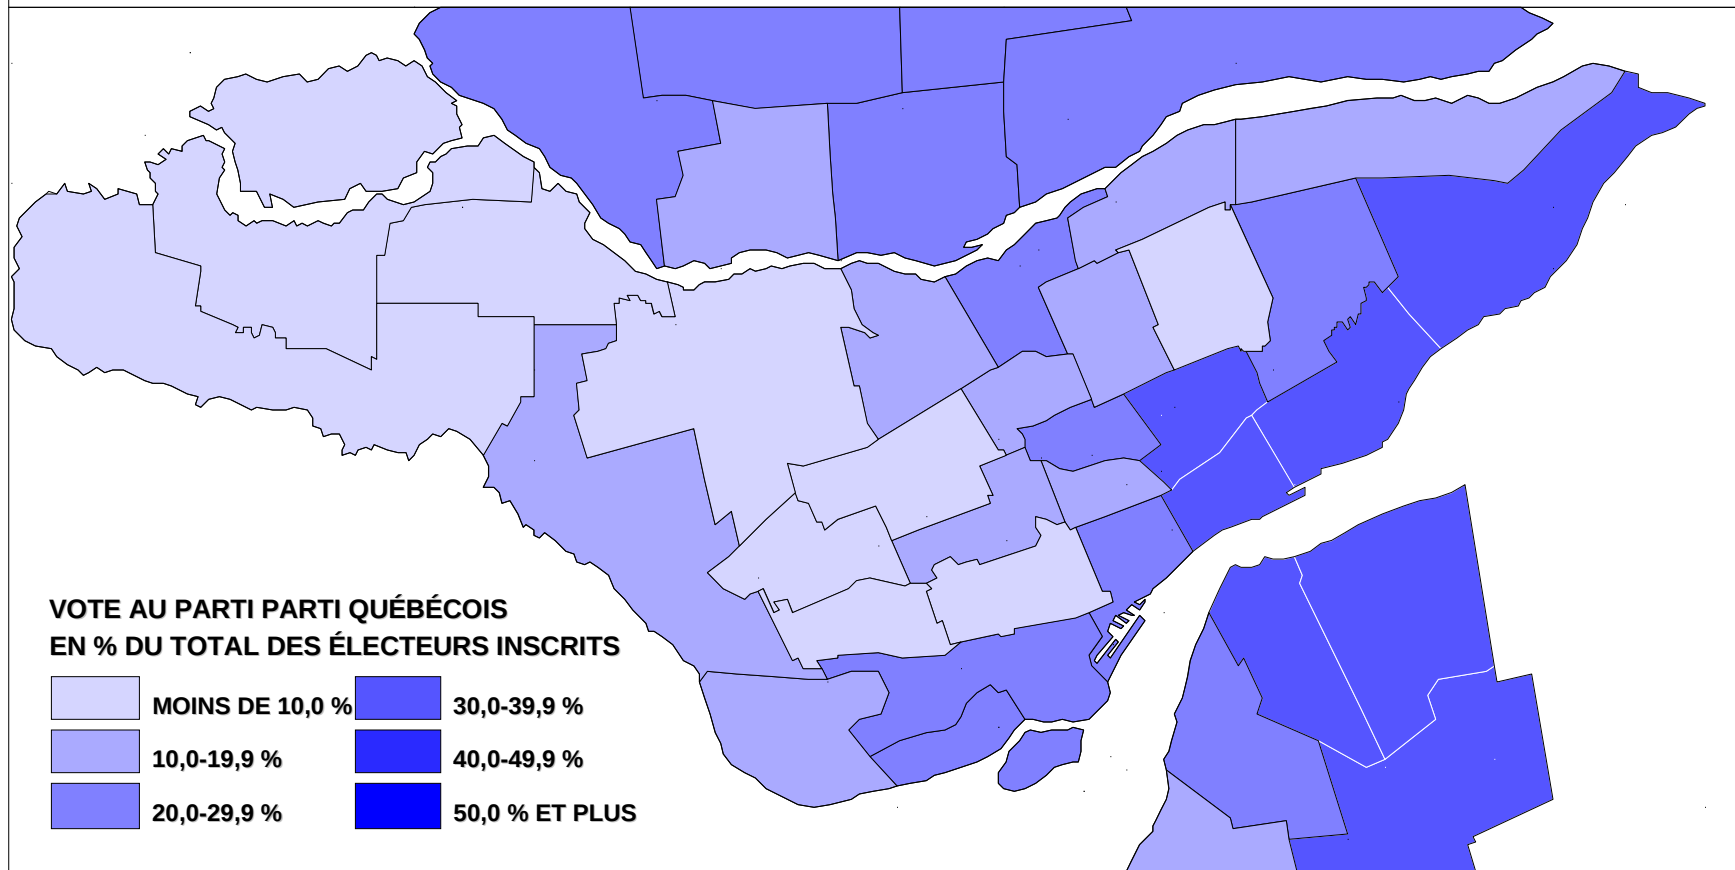 VOTE AU PARTI PARTI QUÉBÉCOIS
EN % DU TOTAL DES ÉLECTEURS INSCRITS
MOINS DE 10,0 %
10,0-19,9 %
20,0-29,9 %
30,0-39,9 %
40,0-49,9 %
50,0 % ET PLUS